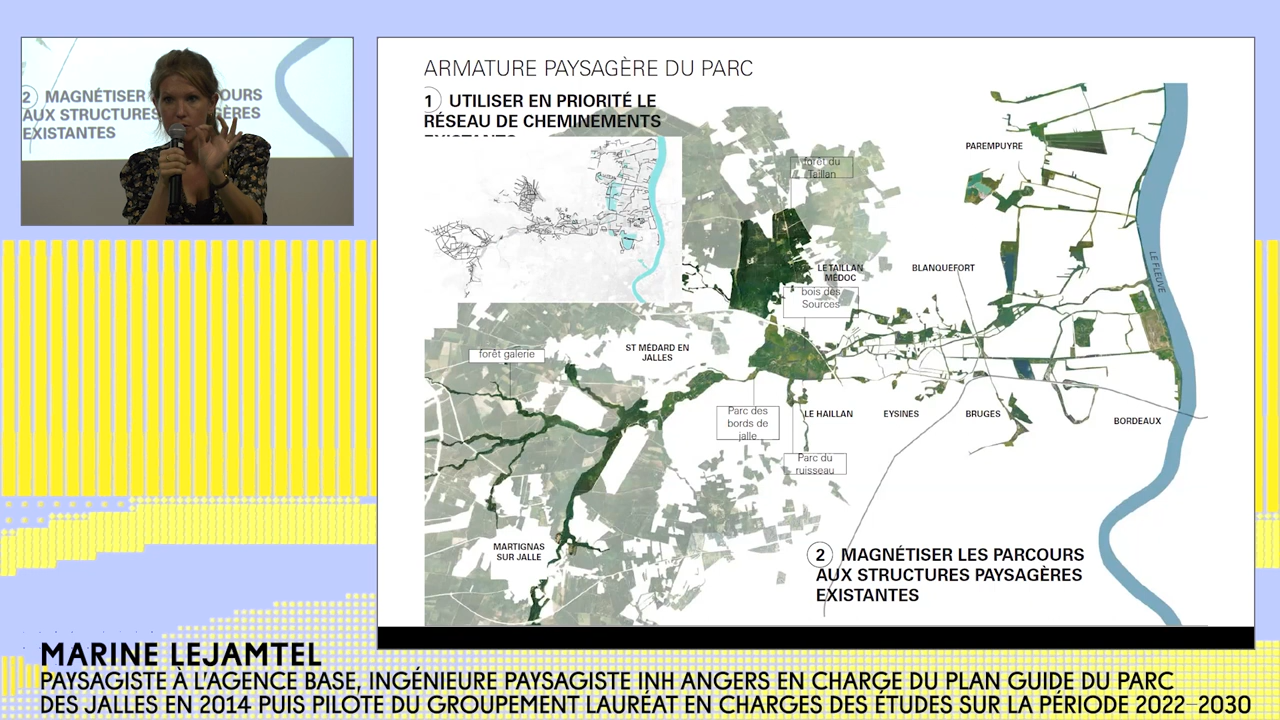 2 MAGNÉTISER OURS
AUX STRUCTURES GÈRES
EXISTANTES
ARMATURE PAYSAGÈRE DU PARC
1 UTILISER EN PRIORITÉ LE
RÉSEAU DE CHEMINEMENTS
EXISTANTS
forêt du
Taillan
PAREMPUYRE
LE TAILLAN
MÉDOC
BLANQUEFORT
LE FLEUVE
bois des
Sources
forêt galerie
ST MÉDARD EN
JALLES
Parc des
bords de
jalle
LE HAILLAN
EYSINES
BRUGES
BORDEAUX
Parc du
ruisseau
MARTIGNAS
SUR JALLE
2 MAGNÉTISER LES PARCOURS
AUX STRUCTURES PAYSAGÈRES
EXISTANTES
MARINE LEJAMTEL
PAYSAGISTE À L'AGENCE BASE, INGÉNIEURE PAYSAGISTE INH ANGERS EN CHARGE DU PLAN GUIDE DU PARC
DES JALLES EN 2014 PUIS PILOTE DU GROUPEMENT LAURÉAT EN CHARGES DES ÉTUDES SUR LA PÉRIODE 2022-2030